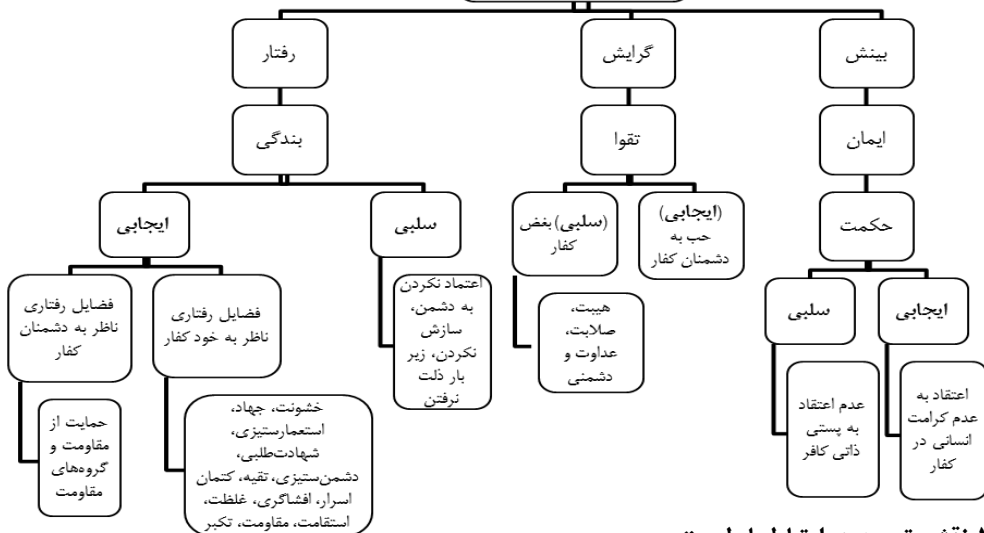 بینش
گرایش
رفتار
ایمان
تقوا
بندگی
حکمت
(ایجابی)
حب به
دشمنان کفار
(سلبی) بغض
کفار
سلبی
ایجابی
ایجابی
سلبی
اعتقاد به
عدم کرامت
انسانی در
کفار
عدم اعتقاد
به پستی
ذاتی کافر
هیبت،
صلابت،
عداوت و
دشمنی
اعتماد نکردن
به دشمن،
سازش
نکردن، زیر
بار ذلت
نرفتن
فضایل رفتاری
ناظر به خود کفار
فضایل رفتاری
ناظر به دشمنان
کفار
خشونت، جهاد،
استعمارستیزی،
شهادت‌طلبی،
دشمن‌ستیزی، تقیه، کتمان
اسرار، افشاگری، غلظت،
استقامت، مقاومت، تکبر
حمایت از
مقاومت و
گروه‌های
مقاومت